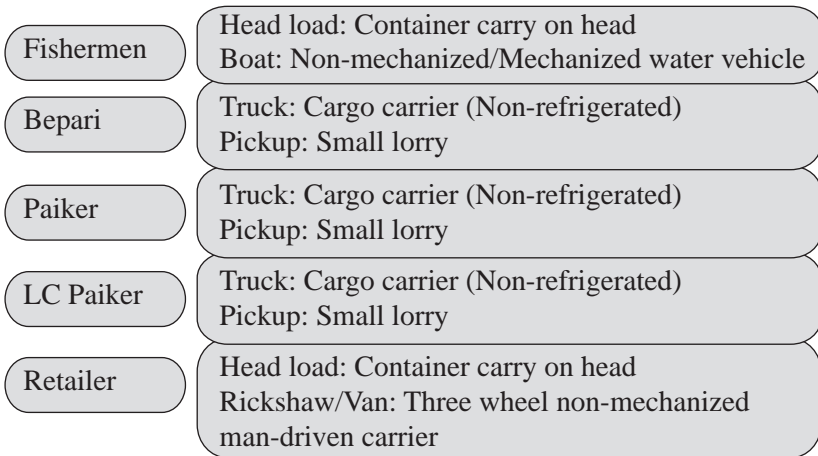 Fishermen
Head load: Container carry on head
Boat: Non-mechanized/Mechanized water vehicle
Bepari
Truck: Cargo carrier (Non-refrigerated)
Pickup: Small lorry
Paiker
Truck: Cargo carrier (Non-refrigerated)
Pickup: Small lorry
LC Paiker
Truck: Cargo carrier (Non-refrigerated)
Pickup: Small lorry
Retailer
Head load: Container carry on head
Rickshaw/Van: Three wheel non-mechanized
man-driven carrier